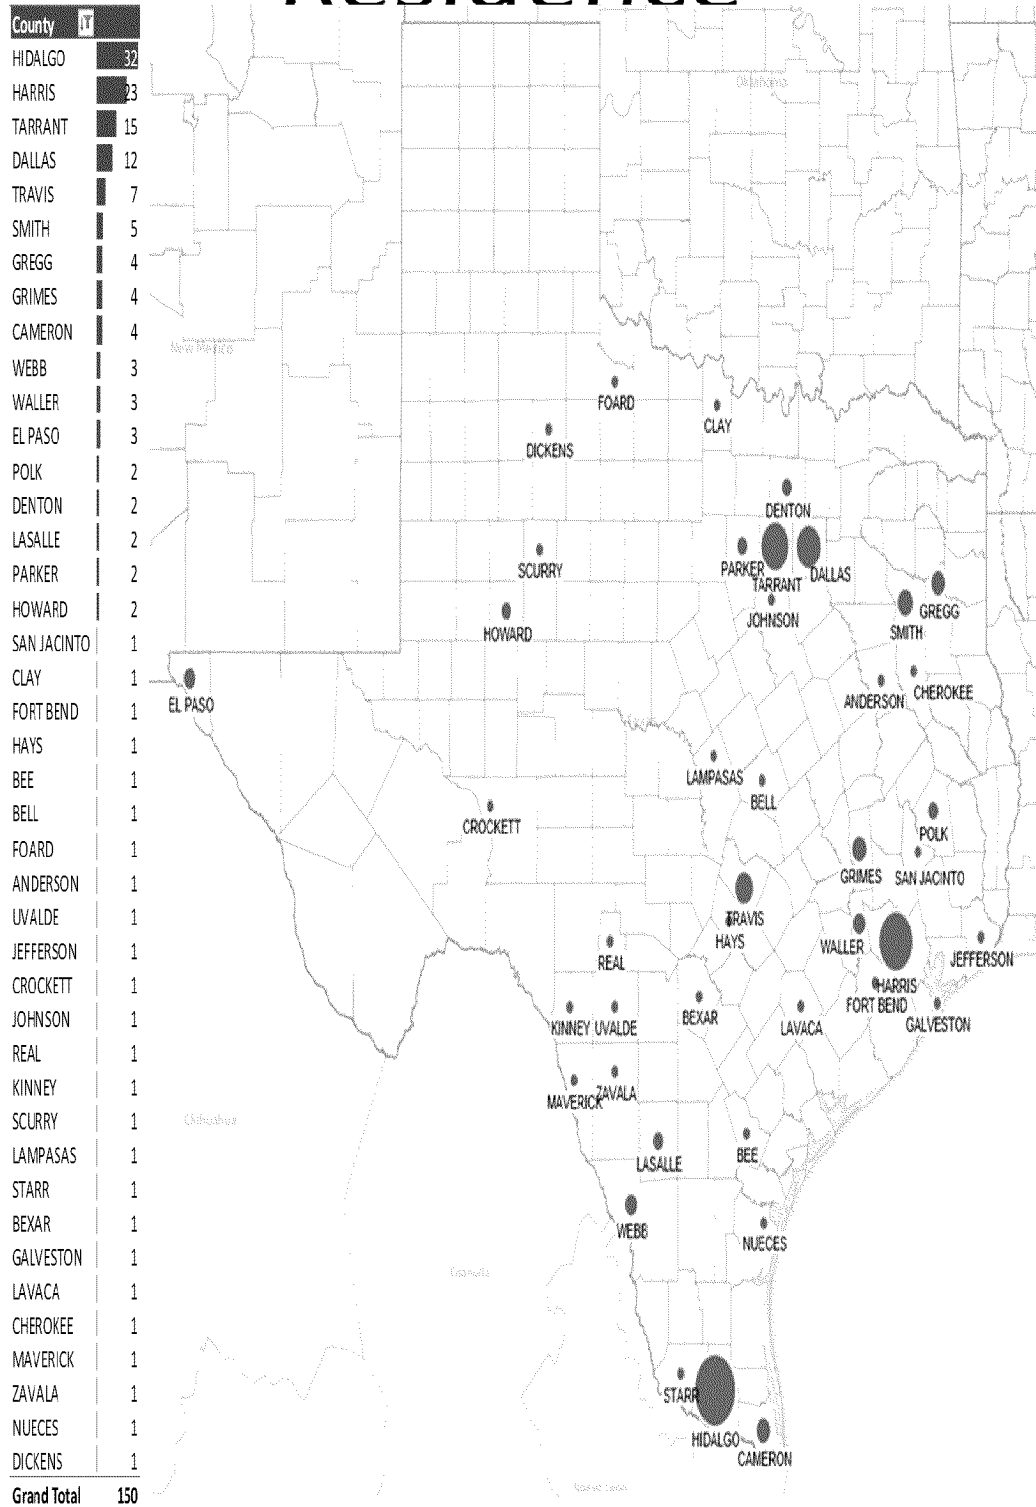 Residence
County
HIDALGO 32
HARRIS 23
TARRANT 15
DALLAS 12
TRAVIS 7
SMITH 5
GREGG 4
GRIMES 4
CAMERON 4
WEBB 3
WALLER 3
EL PASO 3
POLK 2
DENTON 2
LASALLE 2
PARKER 2
HOWARD 2
SAN JACINTO 1
CLAY 1
FORT BEND 1
HAYS 1
BEE 1
BELL 1
FOARD 1
ANDERSON 1
UVALDE 1
JEFFERSON 1
CROCKETT 1
JOHNSON 1
REAL 1
KINNEY 1
SCURRY 1
LAMPASAS 1
STARR 1
BEXAR 1
GALVESTON 1
LAVACA 1
CHEROKEE 1
MAVERICK 1
ZAVALA 1
NUECES 1
DICKENS 1
Grand Total 150
Oklahoma
New Mexico
FOARD
CLAY
DICKENS
DENTON
SCURRY
PARKER
TARRANT
DALLAS
HOWARD
JOHNSON
SMITH
GREGG
EL PASO
ANDERSON
CHEROKEE
LAMPASAS
BELL
CROCKETT
POLK
GRIMES
SAN JACINTO
TRAVIS
HAYS
WALLER
REAL
JEFFERSON
HARRIS
FORT BEND
KINNEY
UVALDE
BEXAR
LAVACA
GALVESTON
MAVERICK
ZAVALA
Chihuahua
LASALLE
BEE
WEBB
NUECES
Coahuila
STARR
HIDALGO
CAMERON